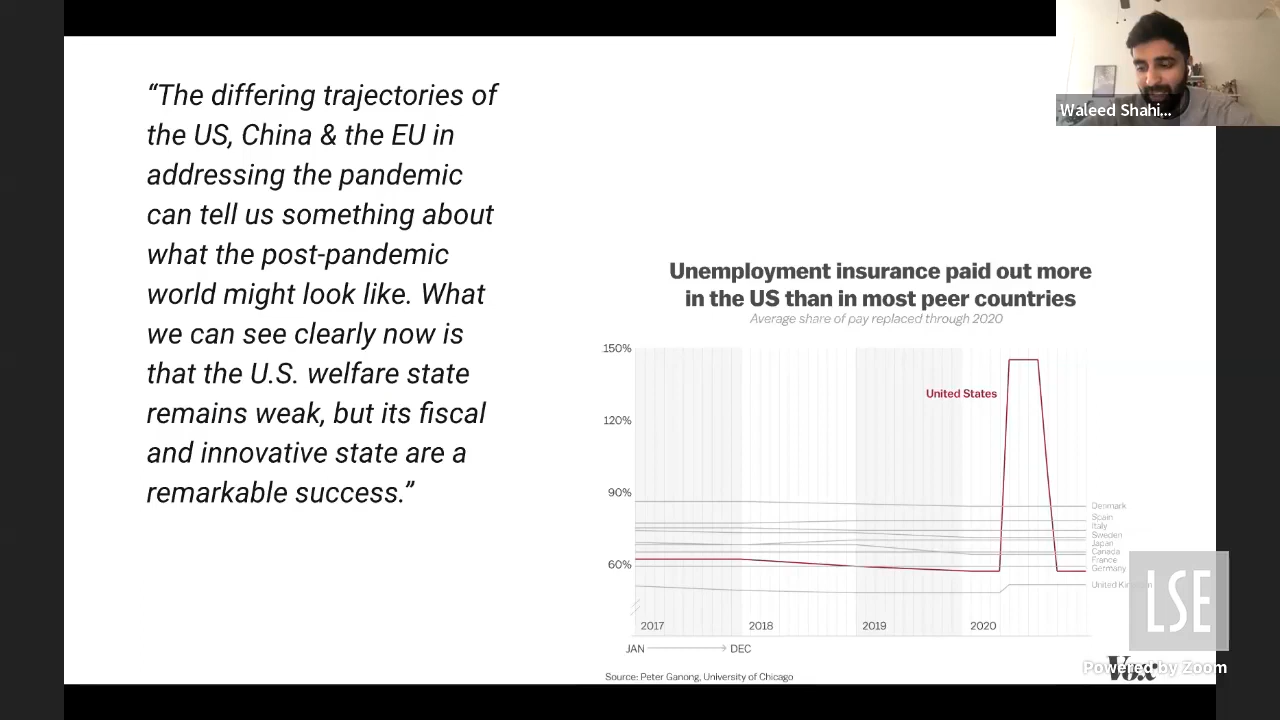 “The differing trajectories of
the US, China & the EU in
addressing the pandemic
can tell us something about
what the post-pandemic
world might look like. What
we can see clearly now is
that the U.S. welfare state
remains weak, but its fiscal
and innovative state are a
remarkable success.”
Waleed Shahi...
Unemployment insurance paid out more
in the US than in most peer countries
Average share of pay replaced through 2020
150%
United States
120%
90%
Denmark
Spain
Italy
Sweden
Japan
Canada
France
60%
Germany
United Kingdom
2017 2018 2019 2020
JAN DEC
Source: Peter Ganong, University of Chicago
LSE
Powered by Zoom
Vox